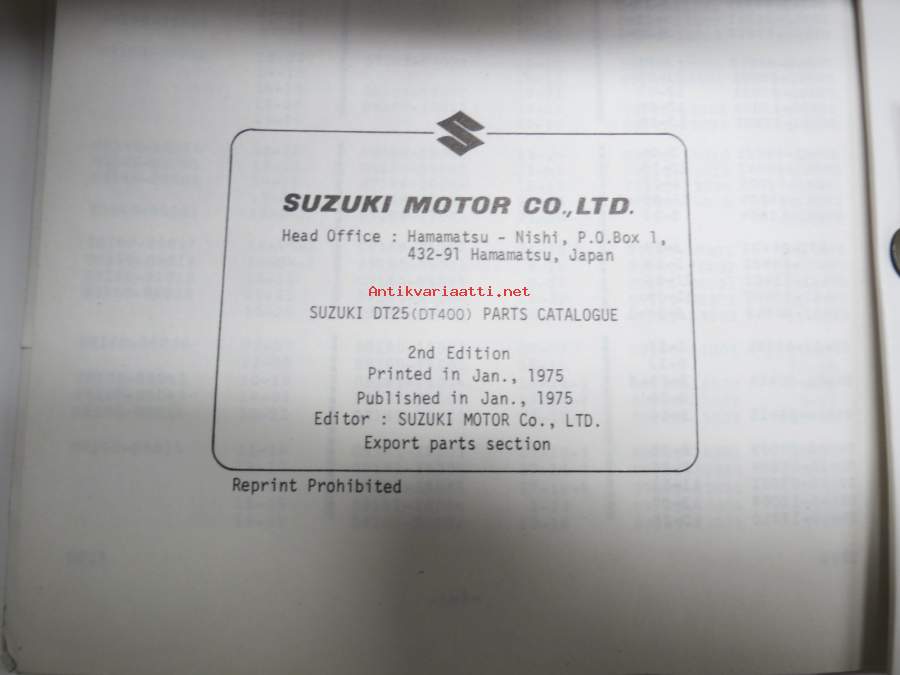 SUZUKI MOTOR CO.,LTD.
Head Office : Hamamatsu - Nishi, P.O.Box 1,
432-91 Hamamatsu, Japan
Antikvariaatti.net
SUZUKI DT25(DT400) PARTS CATALOGUE
2nd Edition
Printed in Jan., 1975
Published in Jan., 1975
Editor : SUZUKI MOTOR Co., LTD.
Export parts section
Reprint Prohibited